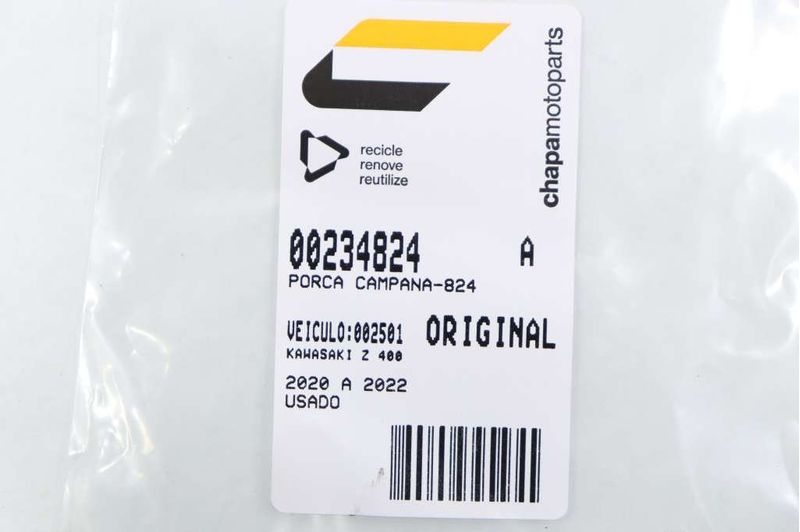 chapamotoparts
recicle
renove
reutilize
00234824 A
PORCA CAMPANA-824
VEICULO:002501 ORIGINAL
KAWASAKI Z 400
2020 A 2022
USADO